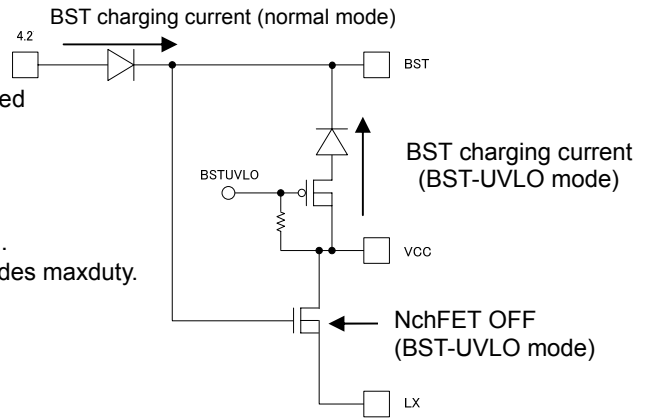 BST charging current (normal mode)
4.2
BST
ed
BST charging current
(BST-UVLO mode)
BSTUVLO
.
VCC
des maxduty.
NchFET OFF
(BST-UVLO mode)
LX